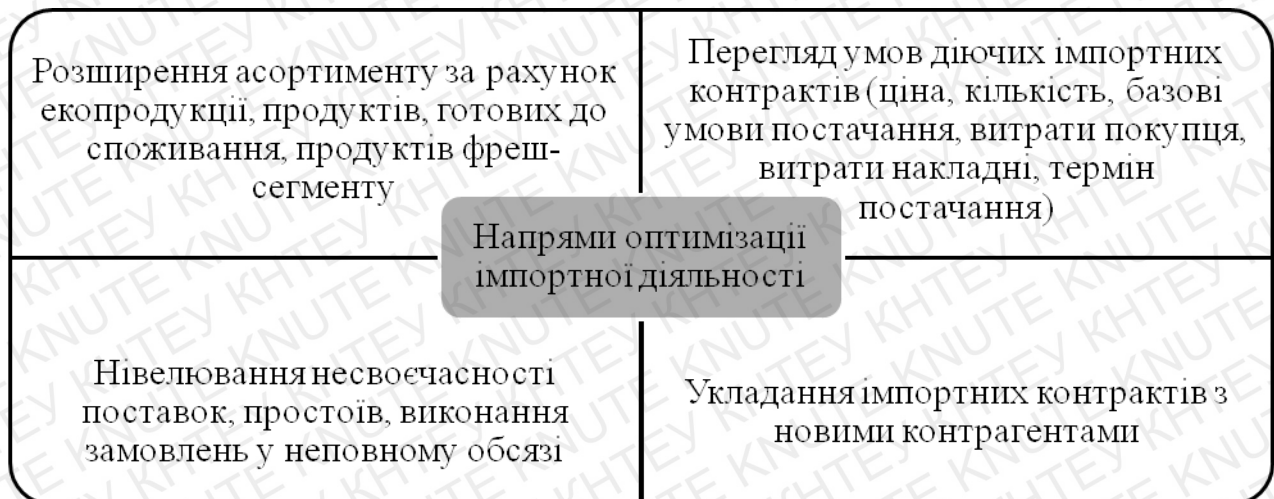 Розширення асортименту за рахунок
екопродукції, продуктів, готових до
споживання, продуктів фреш-
сегменту
Перегляд умов діючих імпортних
контрактів (ціна, кількість, базові
умови постачання, витрати покупця,
витрати накладні, термін
постачання)
Напрями оптимізації
імпортної діяльності
Нівелювання несвоєчасності
поставок, простоїв, виконання
замовлень у неповному обсязі
Укладання імпортних контрактів з
новими контрагентами